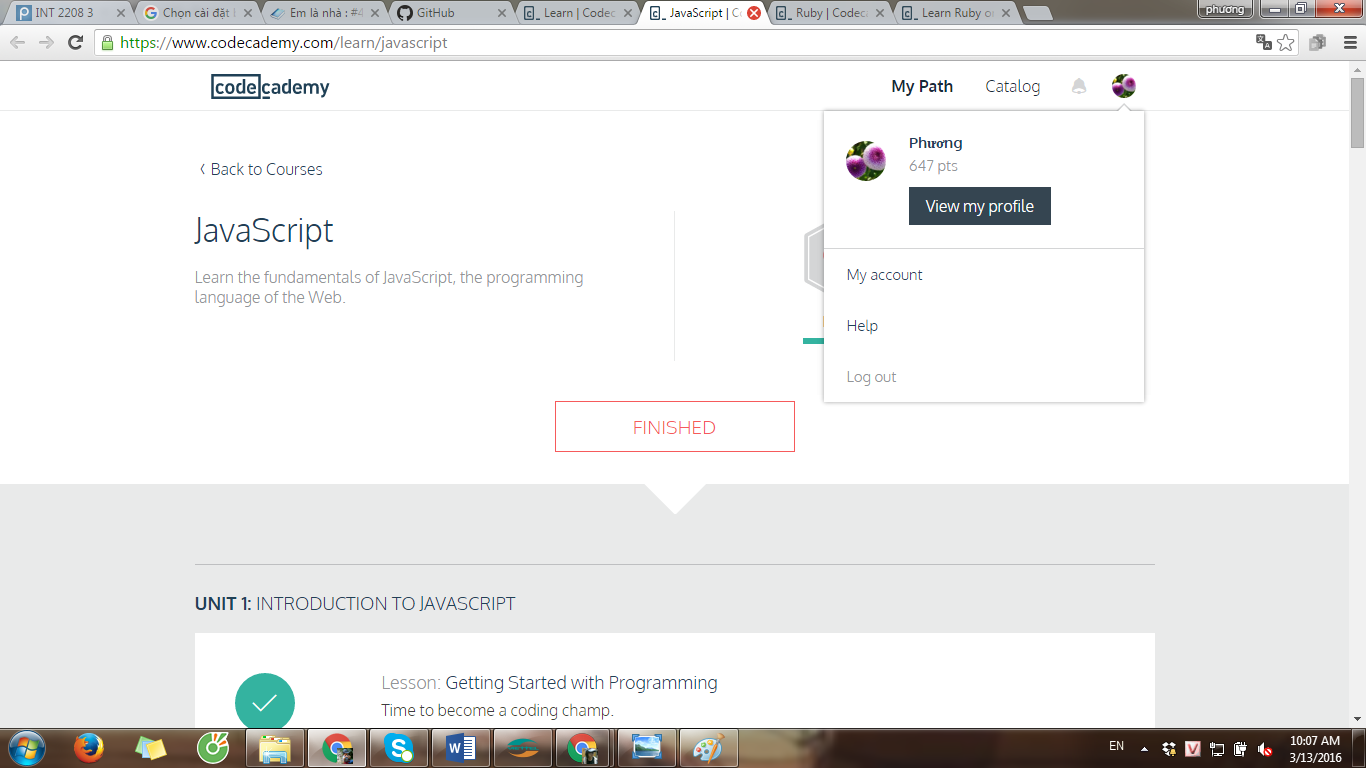 INT 2208 3
Chọn cài đặt
Em là nhà : #4
GitHub
Learn | Codec
JavaScript | C
Ruby | Codeca
Learn Ruby o
phương
https://www.codecademy.com/learn/javascript
codecademy
My Path
Catalog
Phương
647 pts
View my profile
My account
Help
Log out
‹ Back to Courses
JavaScript
Learn the fundamentals of JavaScript, the programming
language of the Web.
FINISHED
UNIT 1: INTRODUCTION TO JAVASCRIPT
Lesson: Getting Started with Programming
Time to become a coding champ.
EN
10:07 AM
3/13/2016